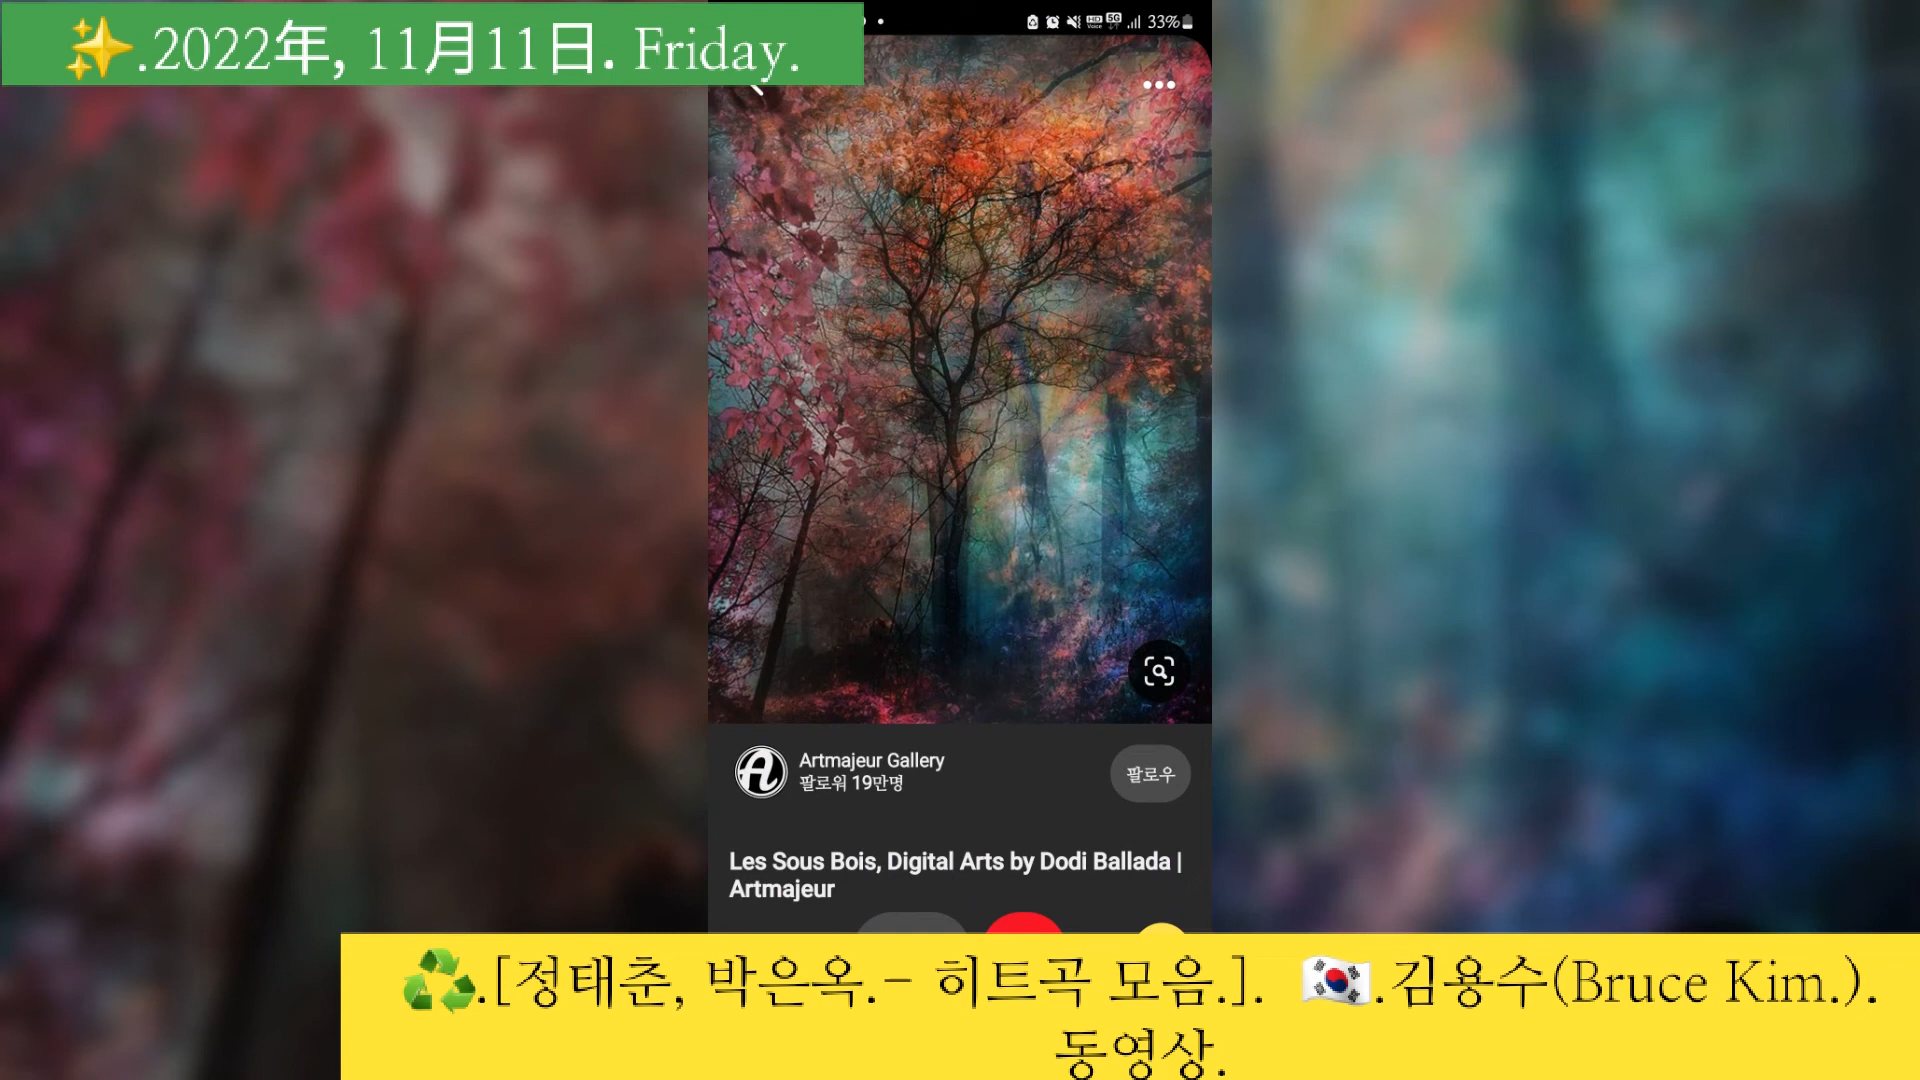 ✨.2022年, 11月11日. Friday.
33%
Artmajeur Gallery
팔로워 19만명
팔로우
Les Sous Bois, Digital Arts by Dodi Ballada |
Artmajeur
♻️.[정태춘, 박은옥.- 히트곡 모음.]. 🇰🇷.김용수(Bruce Kim.).
동영상.